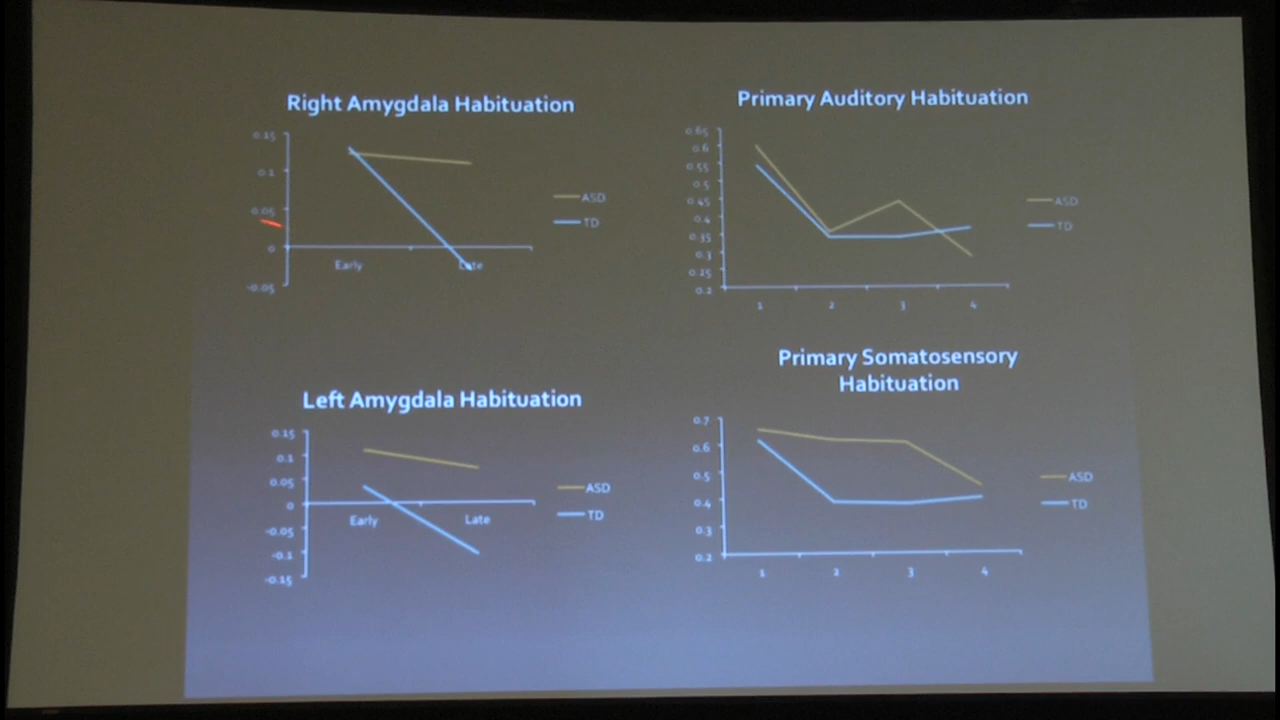 Right Amygdala Habituation
0.15
0.1
0.05
0
-0.05
Early
Late
ASD
TD
Primary Auditory Habituation
0.65
0.6
0.55
0.5
0.45
0.4
0.35
0.3
0.25
0.2
1
2
3
4
ASD
TD
Left Amygdala Habituation
0.15
0.1
0.05
0
-0.05
-0.1
-0.15
Early
Late
ASD
TD
Primary Somatosensory
Habituation
0.7
0.6
0.5
0.4
0.3
0.2
1
2
3
4
ASD
TD